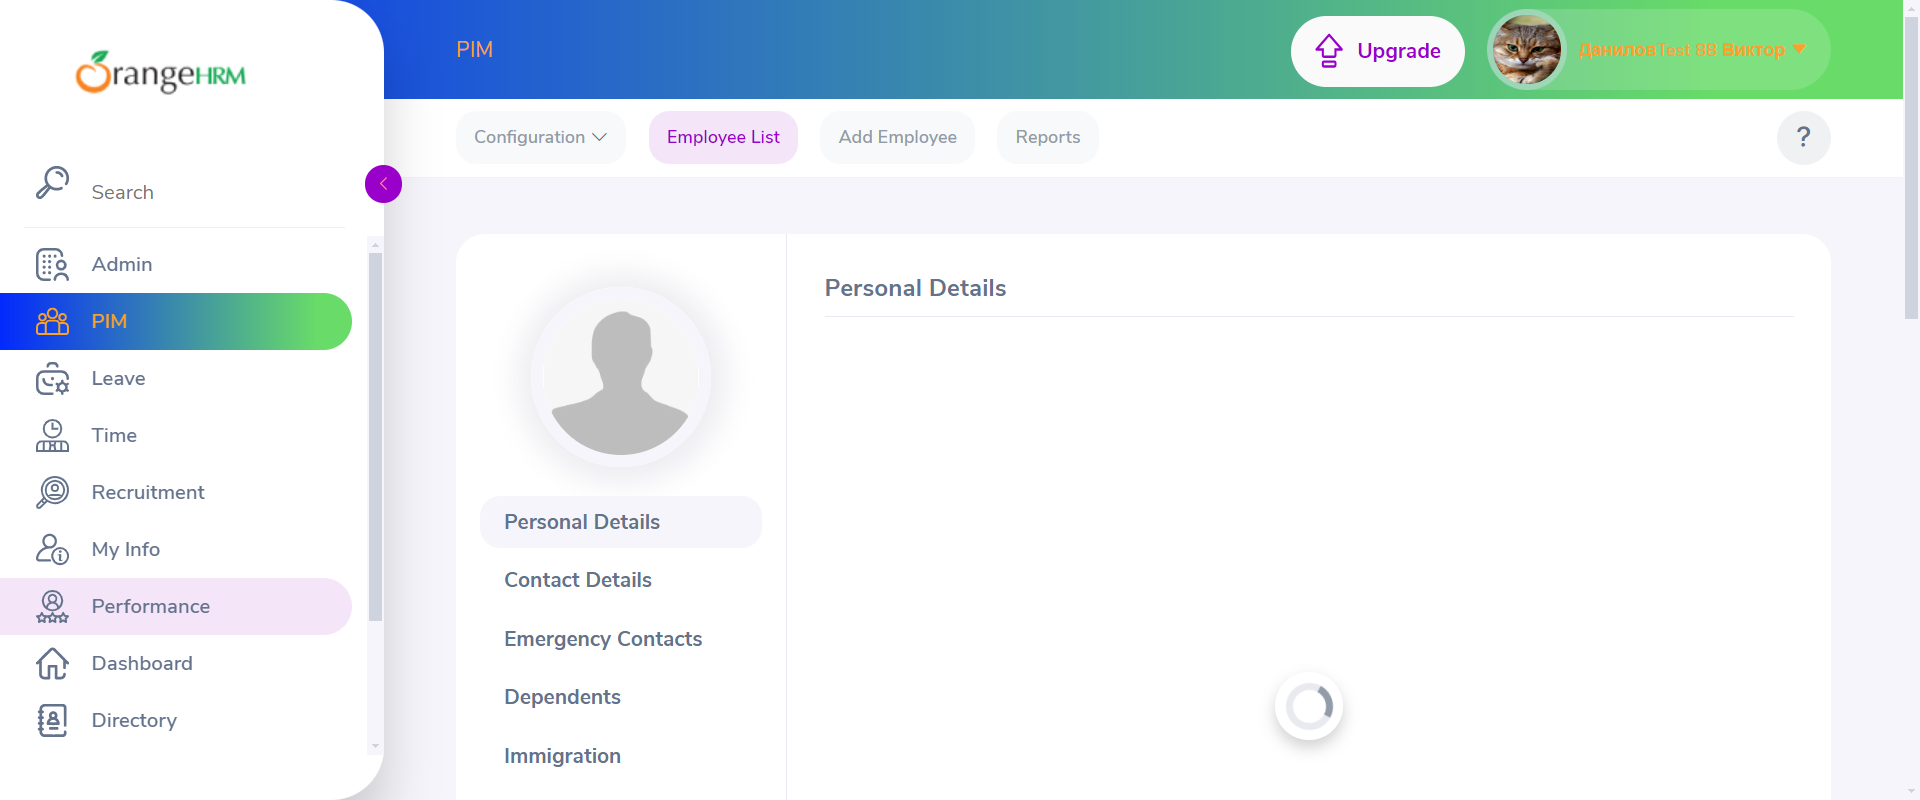 OrangeHRM
PIM
Upgrade
ДаниловTest 88 Виктор
Search
Configuration
Employee List
Add Employee
Reports
?
Admin
PIM
Leave
Time
Recruitment
My Info
Performance
Dashboard
Directory
Personal Details
Contact Details
Emergency Contacts
Dependents
Immigration
Personal Details